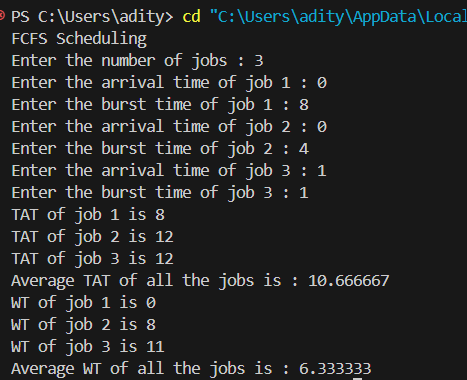 PS C:\Users\adity> cd "C:\Users\adity\AppData\Local
FCFS Scheduling
Enter the number of jobs : 3
Enter the arrival time of job 1 : 0
Enter the burst time of job 1 : 8
Enter the arrival time of job 2 : 0
Enter the burst time of job 2 : 4
Enter the arrival time of job 3 : 1
Enter the burst time of job 3 : 1
TAT of job 1 is 8
TAT of job 2 is 12
TAT of job 3 is 12
Average TAT of all the jobs is : 10.666667
WT of job 1 is 0
WT of job 2 is 8
WT of job 3 is 11
Average WT of all the jobs is : 6.333333